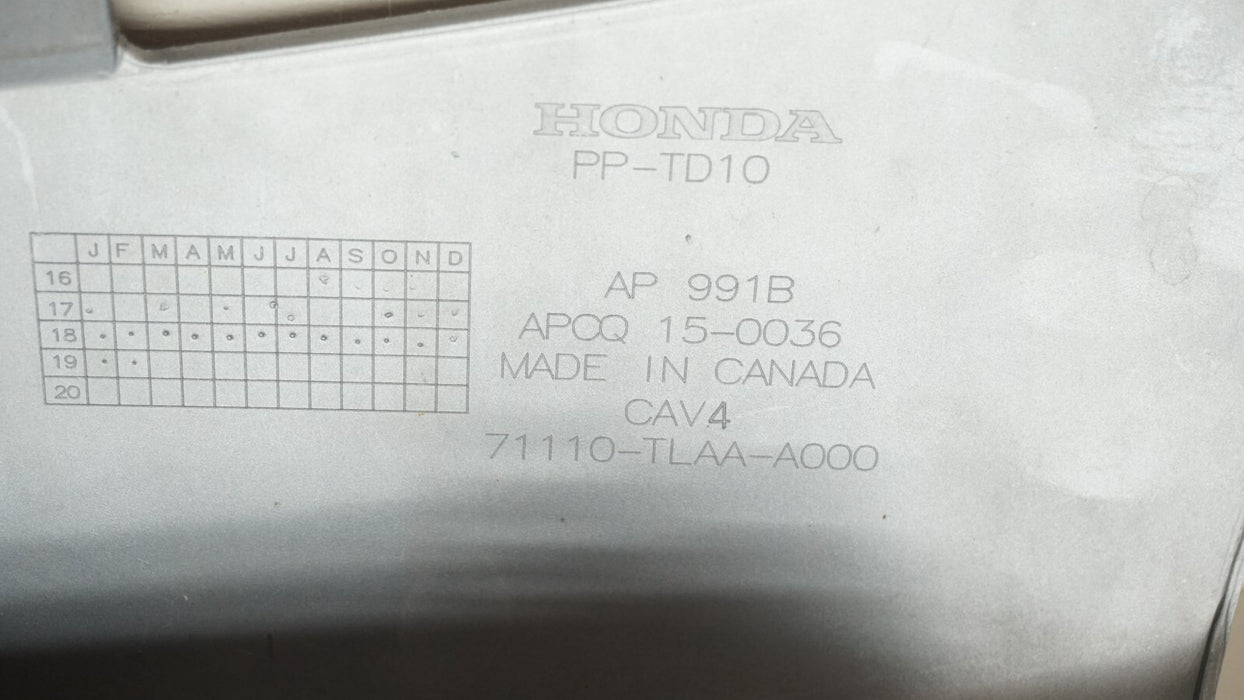 HONDA
PP-TD10
J F M A M J J A S O N D
16
17
18
19
20
AP 991B
APCQ 15-0036
MADE IN CANADA
CAV4
71110-TLAA-A000